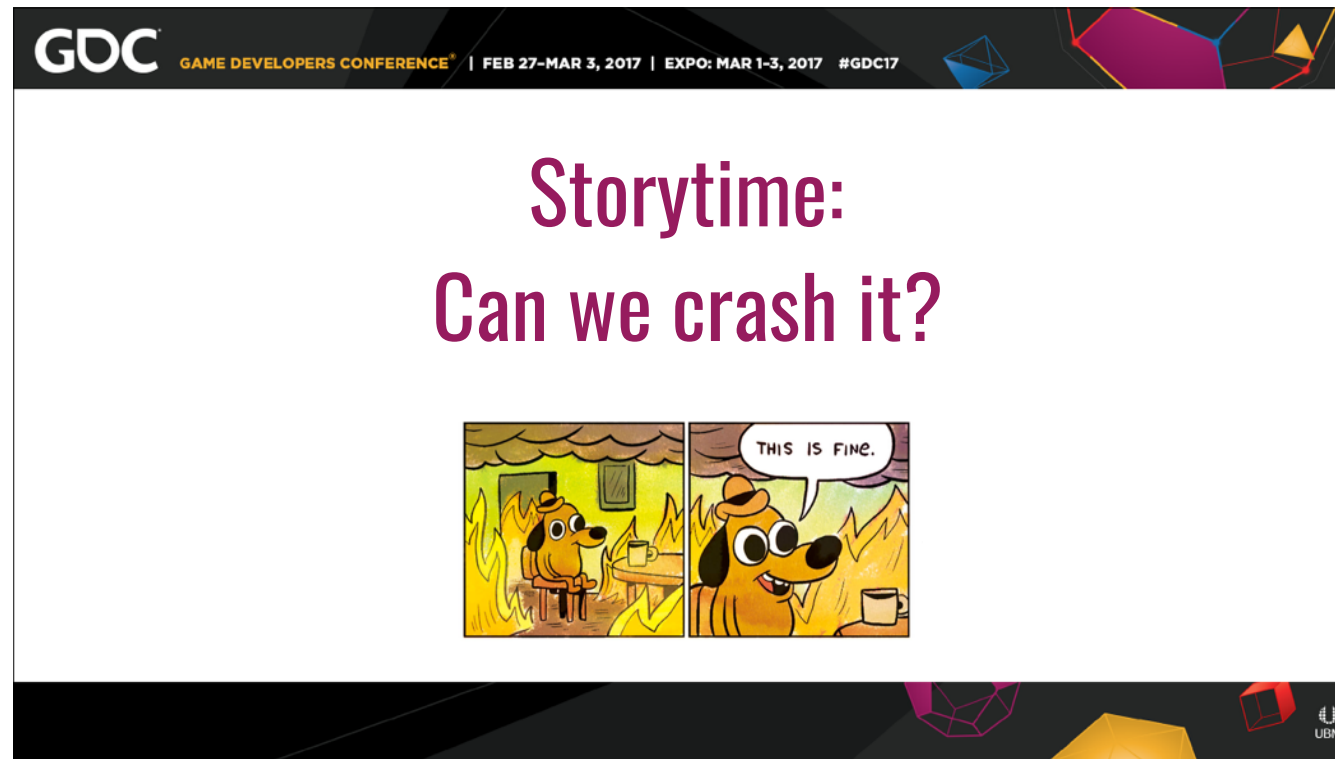 GDC GAME DEVELOPERS CONFERENCE® | FEB 27–MAR 3, 2017 | EXPO: MAR 1–3, 2017 #GDC17
Storytime:
Can we crash it?
THIS IS FINE.